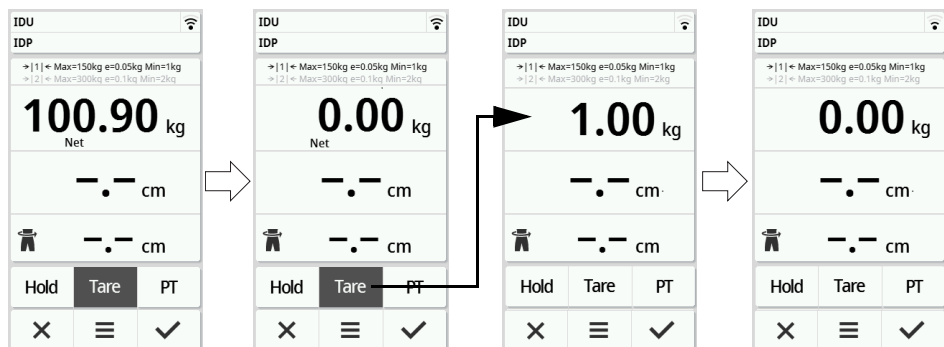 IDU
IDP
→|1|← Max=150kg e=0.05kg Min=1kg
→|2|← Max=300kg e=0.1kg Min=2kg
100.90 kg
Net
–.– cm
–.– cm
Hold Tare PT
IDU
IDP
→|1|← Max=150kg e=0.05kg Min=1kg
→|2|← Max=300kg e=0.1kg Min=2kg
0.00 kg
Net
–.– cm
–.– cm
Hold Tare PT
IDU
IDP
→|1|← Max=150kg e=0.05kg Min=1kg
→|2|← Max=300kg e=0.1kg Min=2kg
1.00 kg
–.– cm
–.– cm
Hold Tare PT
IDU
IDP
→|1|← Max=150kg e=0.05kg Min=1kg
→|2|← Max=300kg e=0.1kg Min=2kg
0.00 kg
–.– cm
–.– cm
Hold Tare PT